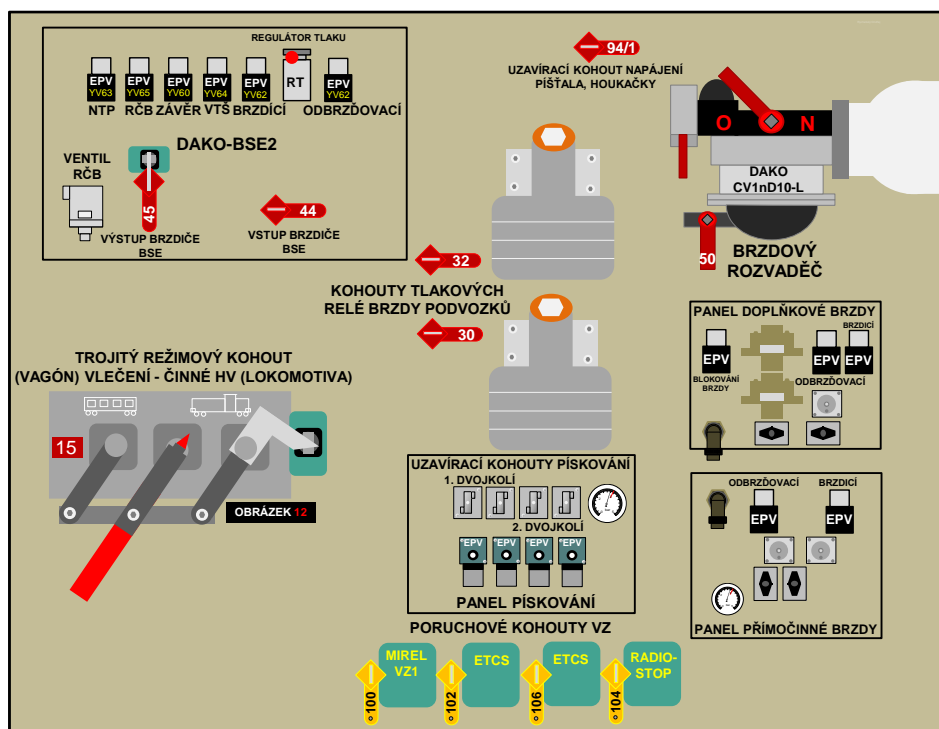 REGULÁTOR TLAKU
EPV
YV63
EPV
YV65
EPV
YV60
EPV
YV64
EPV
YV62
RT
EPV
YV62
NTP
RČB
ZÁVĚR
VTŠ
BRZDÍCÍ
ODBRZĎOVACÍ
DAKO-BSE2
VENTIL
RČB
45
VÝSTUP BRZDIČE
BSE
44
VSTUP BRZDIČE
BSE
94/1
UZAVÍRACÍ KOHOUT NAPÁJENÍ
PÍŠŤALA, HOUKAČKY
O N
DAKO
CV1nD10-L
50
BRZDOVÝ
ROZVADĚČ
32
KOHOUTY TLAKOVÝCH
RELÉ BRZDY PODVOZKŮ
30
TROJITÝ REŽIMOVÝ KOHOUT
(VAGÓN) VLEČENÍ - ČINNÉ HV (LOKOMOTIVA)
15
OBRÁZEK 12
PANEL DOPLŇKOVÉ BRZDY
BRZDICÍ
EPV
EPV
EPV
BLOKOVÁNÍ
BRZDY
ODBRZĎOVACÍ
UZAVÍRACÍ KOHOUTY PÍSKOVÁNÍ
1. DVOJKOLÍ
2. DVOJKOLÍ
EPV
EPV
EPV
EPV
PANEL PÍSKOVÁNÍ
ODBRZĎOVACÍ
BRZDICÍ
EPV
EPV
PANEL PŘÍMOČINNÉ BRZDY
PORUCHOVÉ KOHOUTY VZ
MIREL
VZ1
100
ETCS
102
ETCS
106
RADIO-
STOP
104